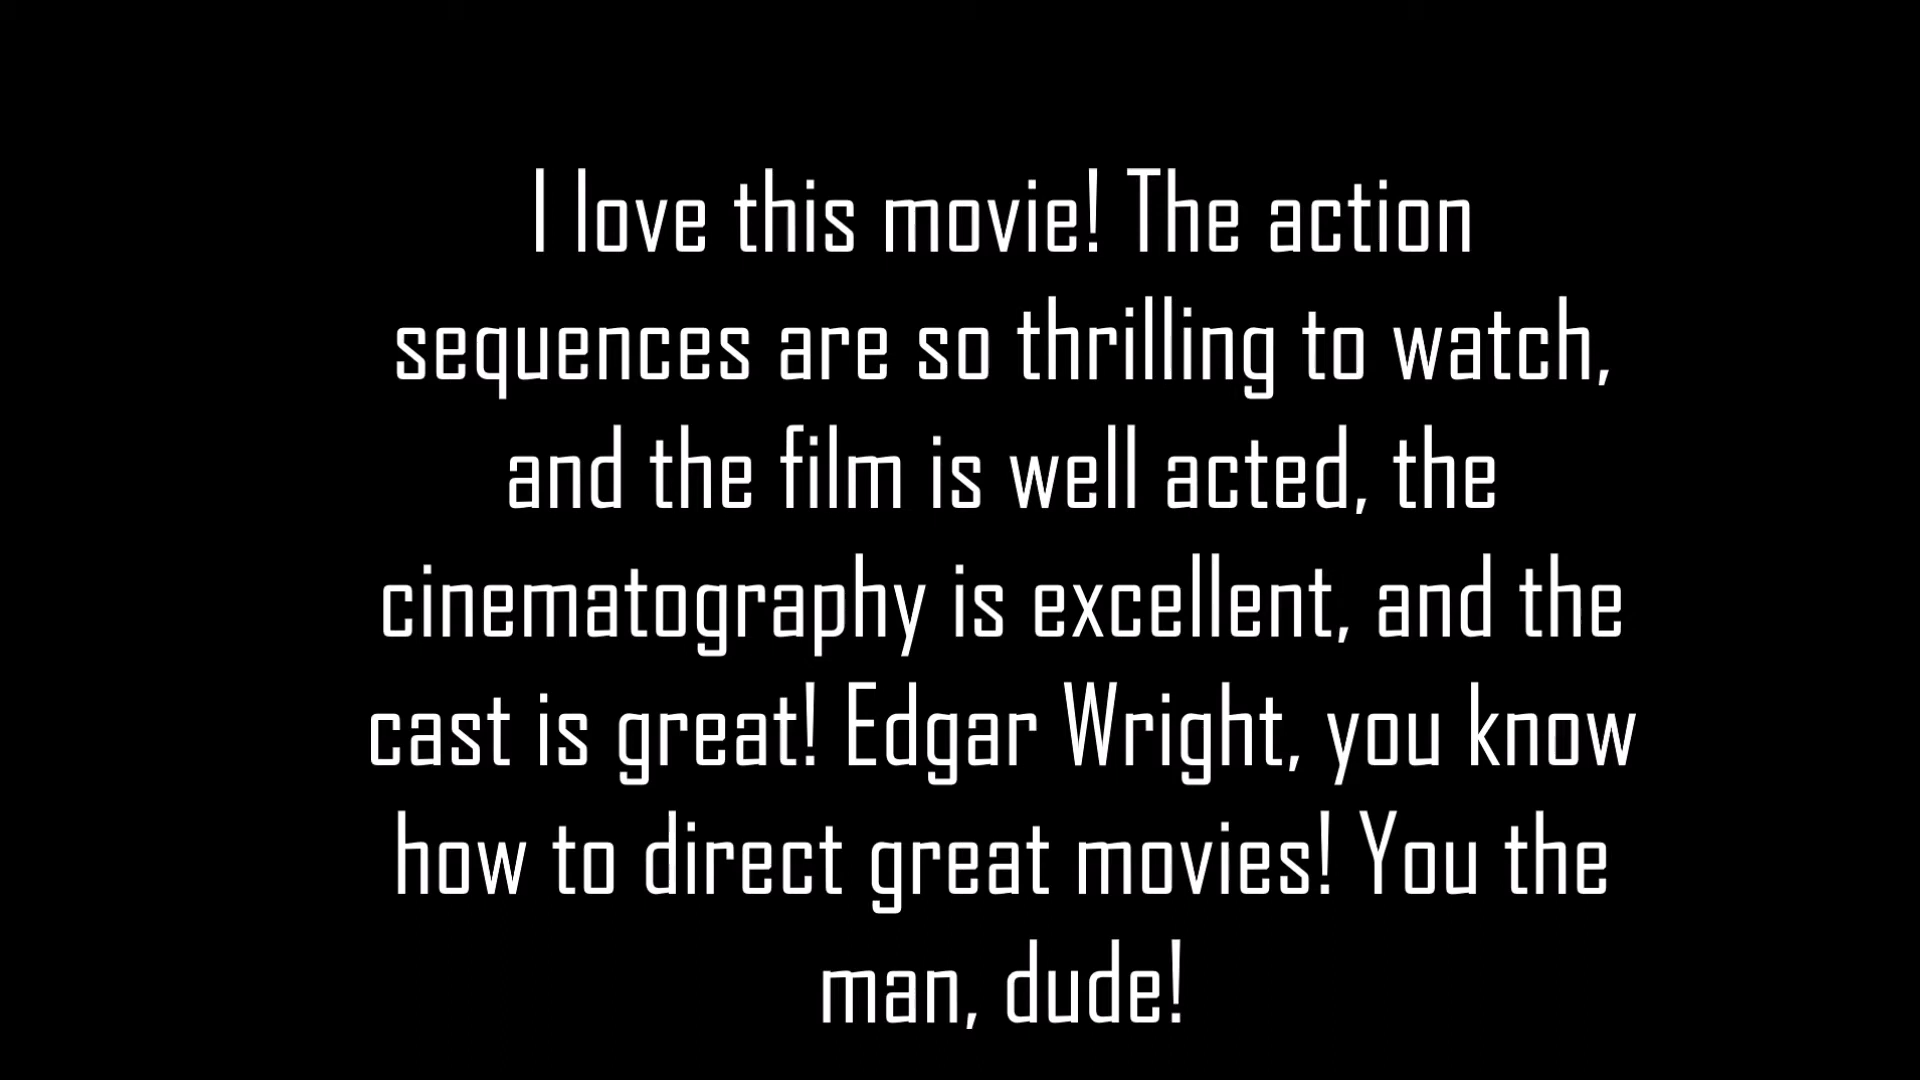 I love this movie! The action
sequences are so thrilling to watch,
and the film is well acted, the
cinematography is excellent, and the
cast is great! Edgar Wright, you know
how to direct great movies! You the
man, dude!